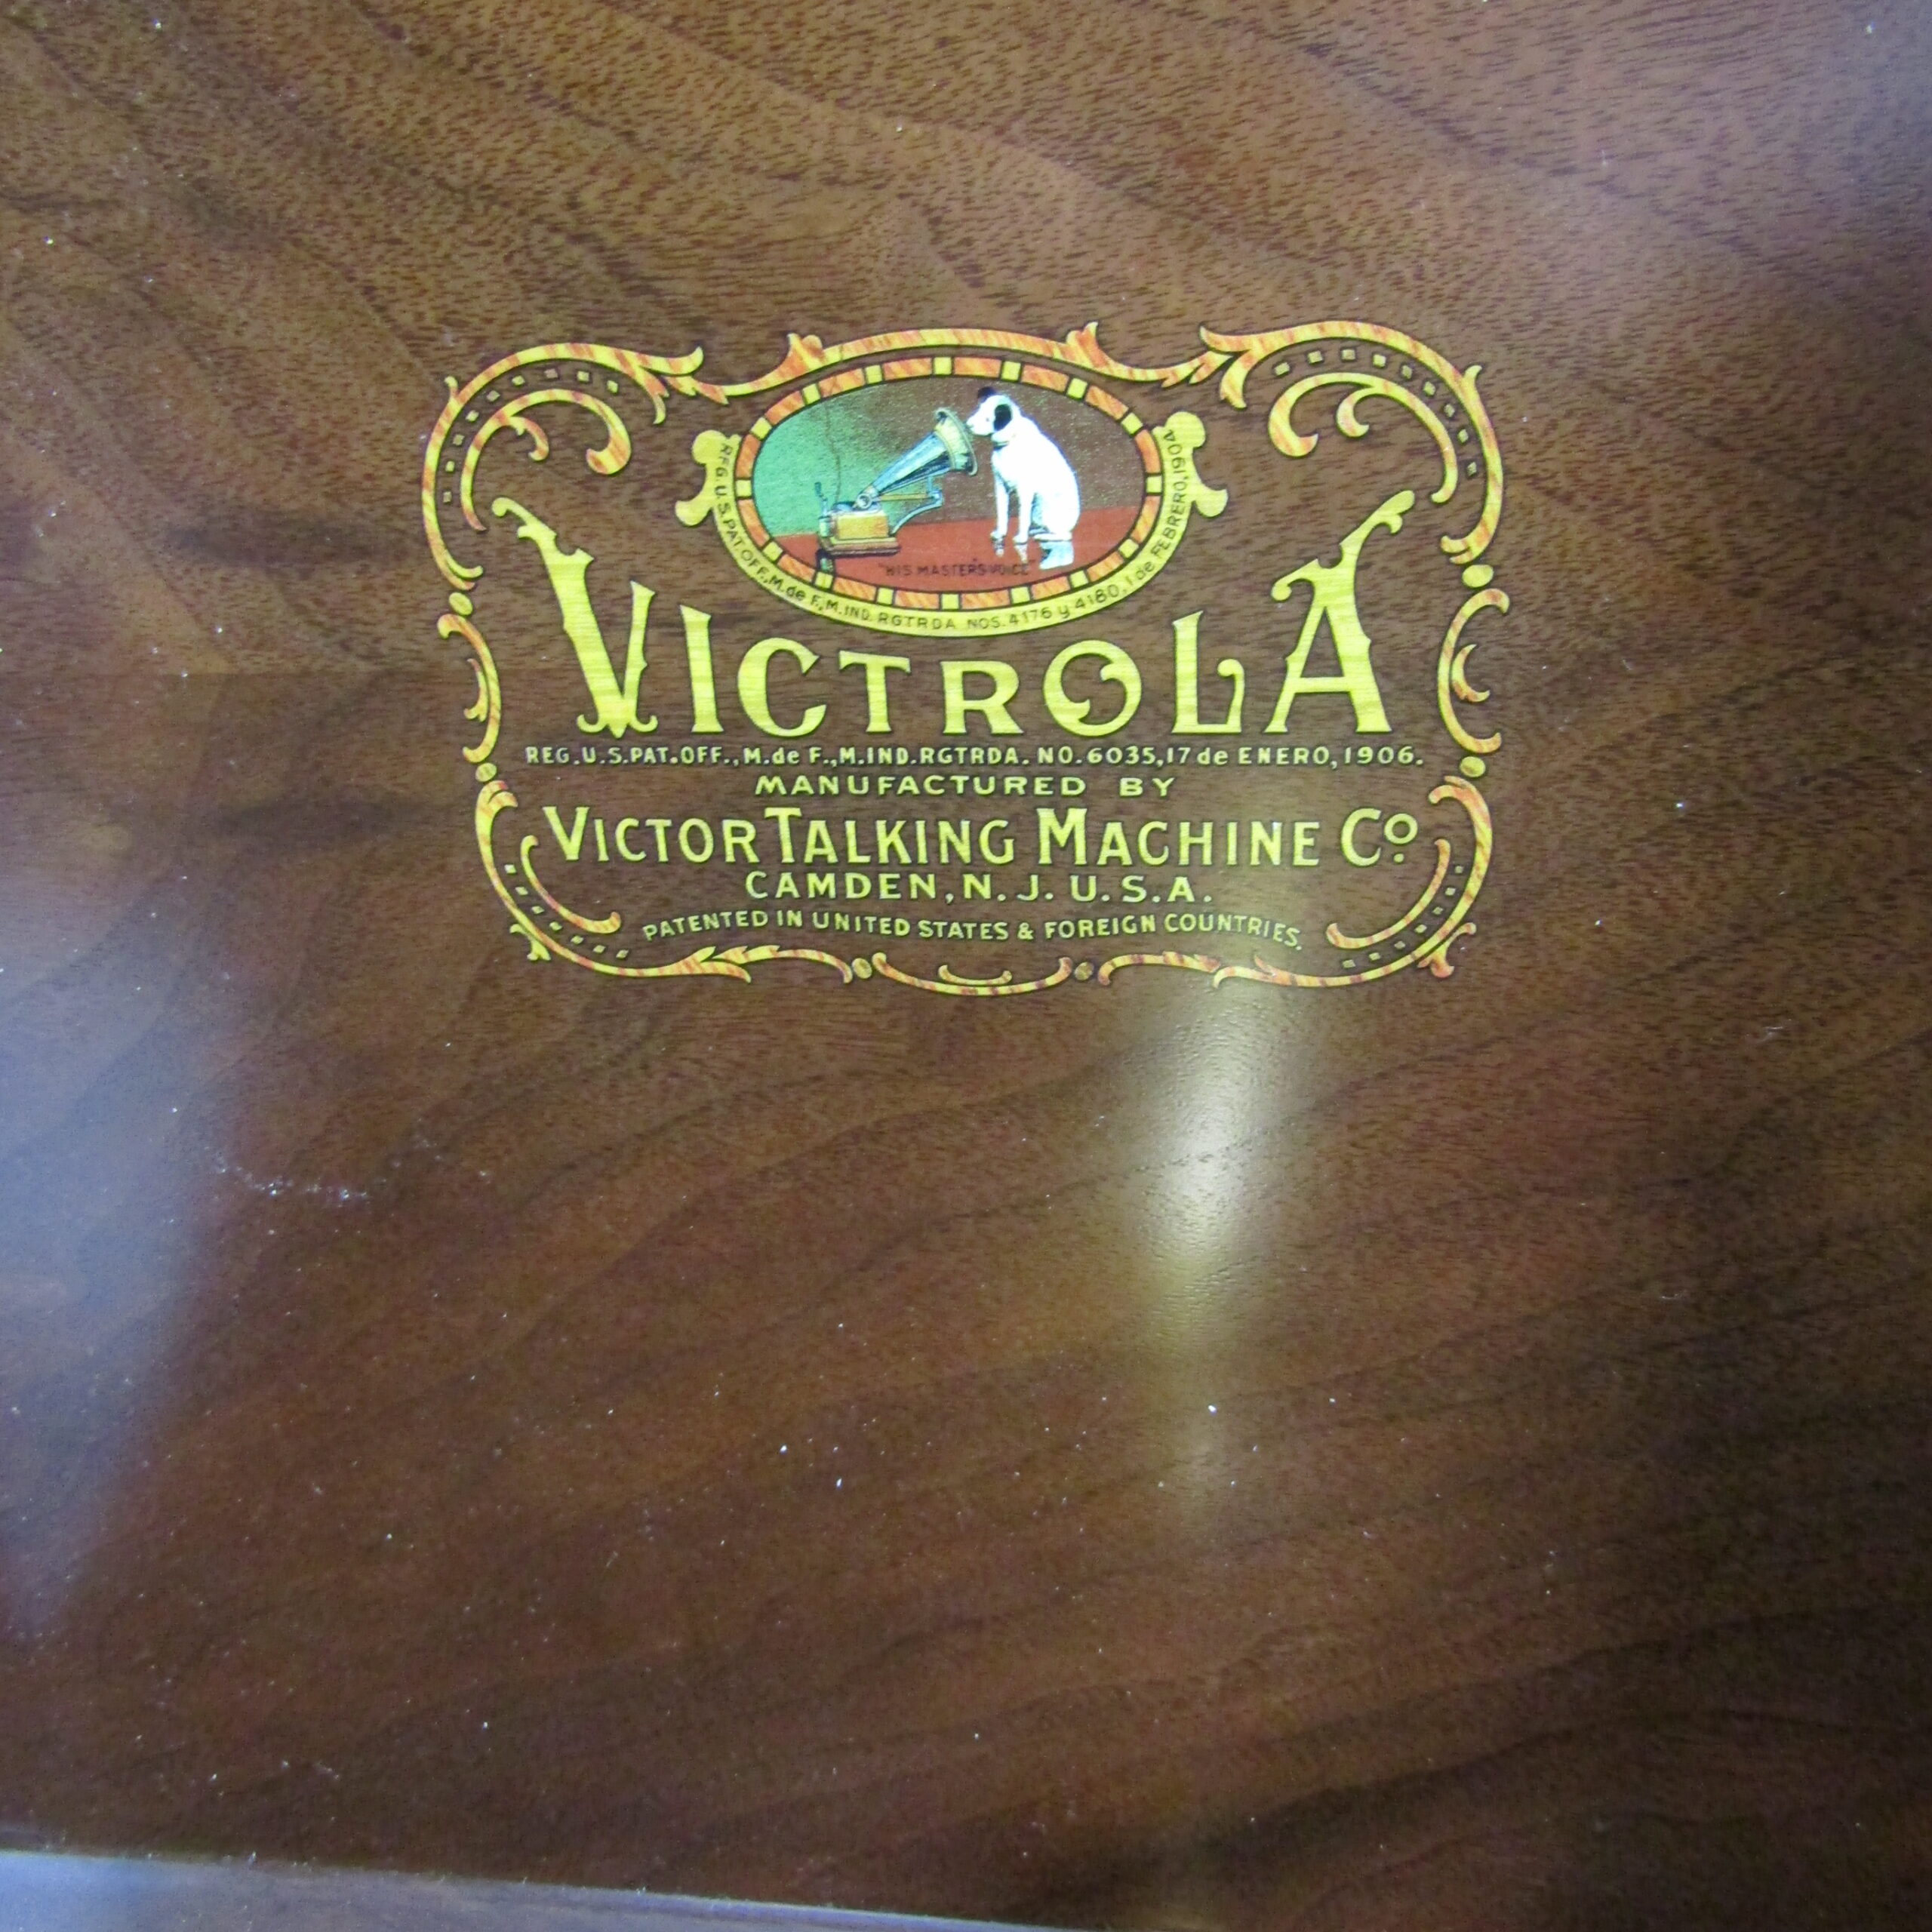 "HIS MASTER'S VOICE"
REG. U.S. PAT. OFF., M. de F., M. IND. RGTRDA. NOS. 4176 y 4180, 1 de FEBRERO, 1904
VICTROLA
REG. U.S. PAT. OFF., M. de F., M. IND. RGTRDA. NO. 6035, 17 de ENERO, 1906.
MANUFACTURED BY
VICTOR TALKING MACHINE Co.
CAMDEN, N. J. U.S.A.
PATENTED IN UNITED STATES & FOREIGN COUNTRIES.